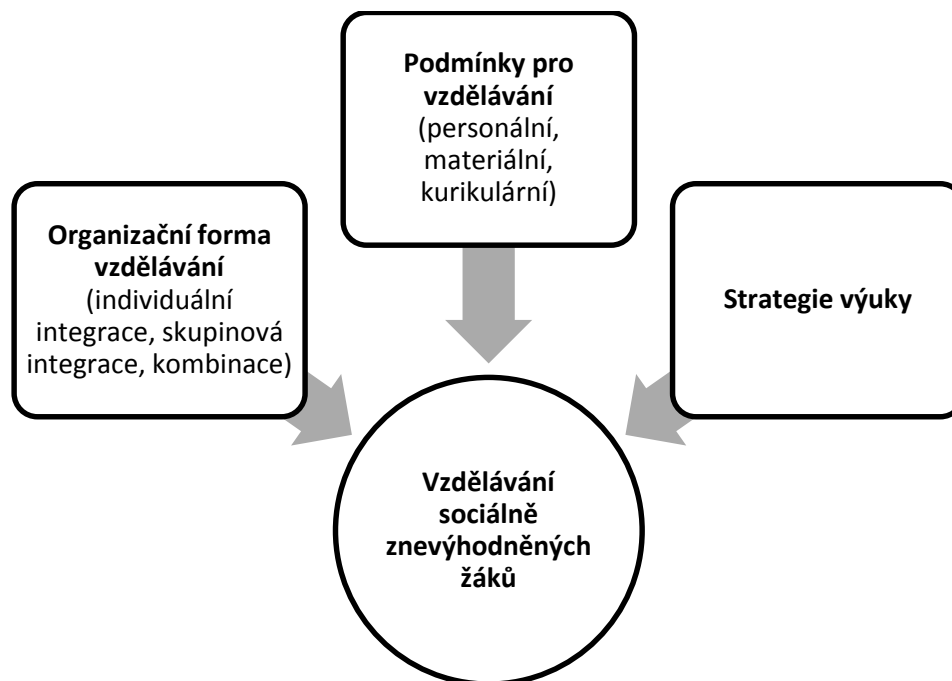 Podmínky pro
vzdělávání
(personální,
materiální,
kurikulární)
Organizační forma
vzdělávání
(individuální
integrace, skupinová
integrace, kombinace)
Strategie výuky
Vzdělávání
sociálně
znevýhodněných
žáků